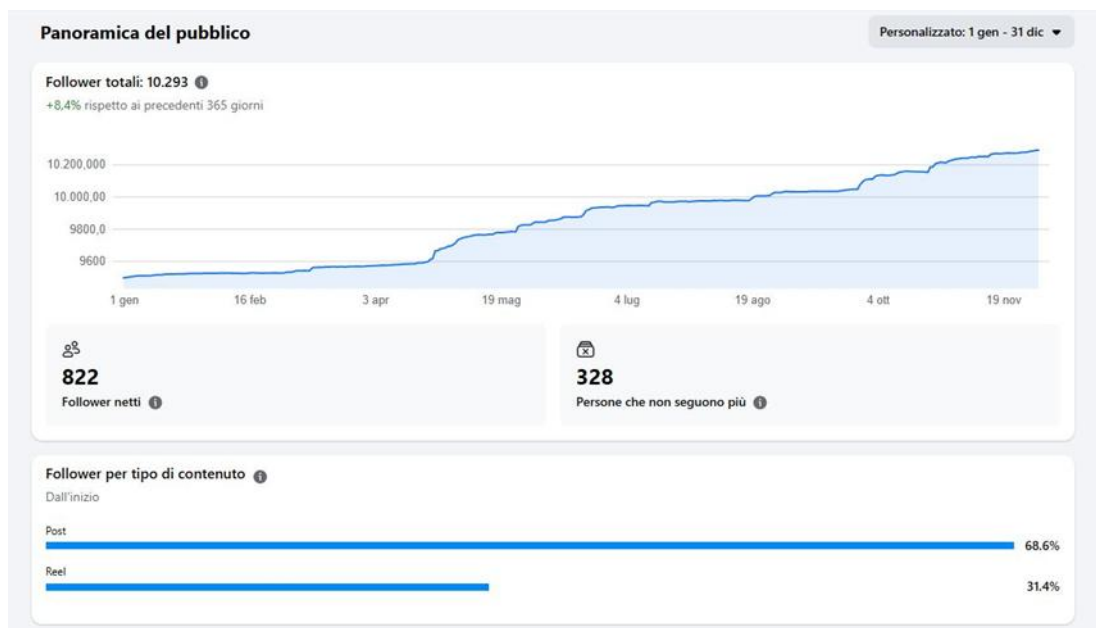 Panoramica del pubblico
Personalizzato: 1 gen - 31 dic
Follower totali: 10.293
+8,4% rispetto ai precedenti 365 giorni
10.200,000
10.000,00
9800,0
9600
1 gen 16 feb 3 apr 19 mag 4 lug 19 ago 4 ott 19 nov
822
Follower netti
328
Persone che non seguono più
Follower per tipo di contenuto
Dall'inizio
Post
68.6%
Reel
31.4%